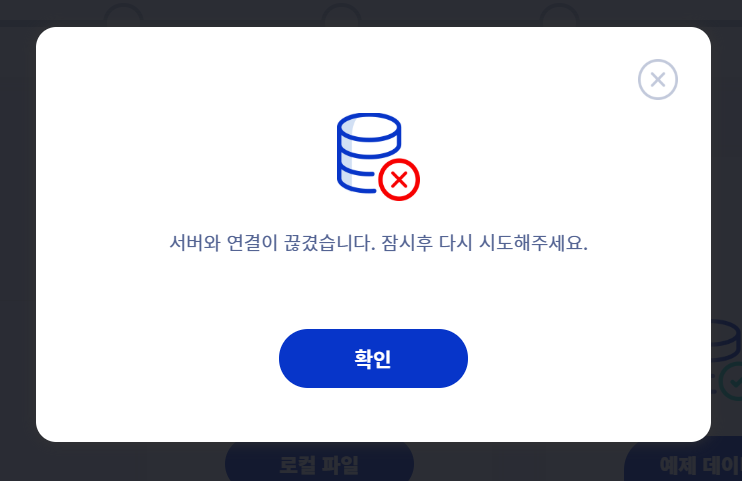 서버와 연결이 끊겼습니다. 잠시후 다시 시도해주세요.
확인
로컬 파일
예제 데이